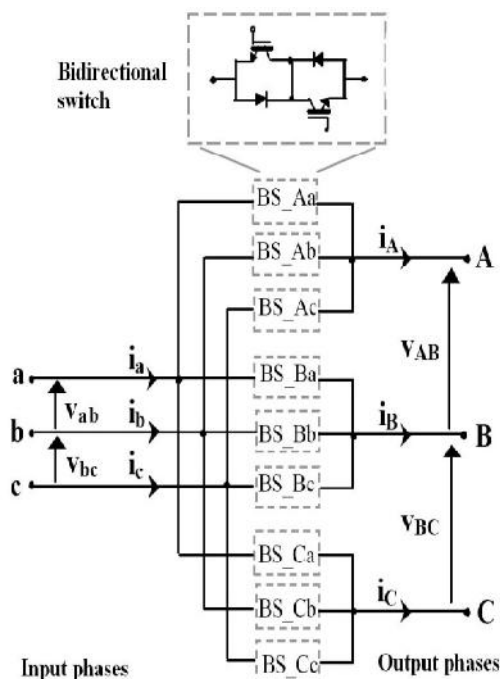 Bidirectional
switch
BS_Aa
BS_Ab
BS_Ac
i_A
A
v_AB
a
i_a
BS_Ba
v_ab
b
i_b
BS_Bb
i_B
B
v_bc
c
i_c
BS_Bc
v_BC
BS_Ca
BS_Cb
i_C
C
BS_Cc
Input phases
Output phases